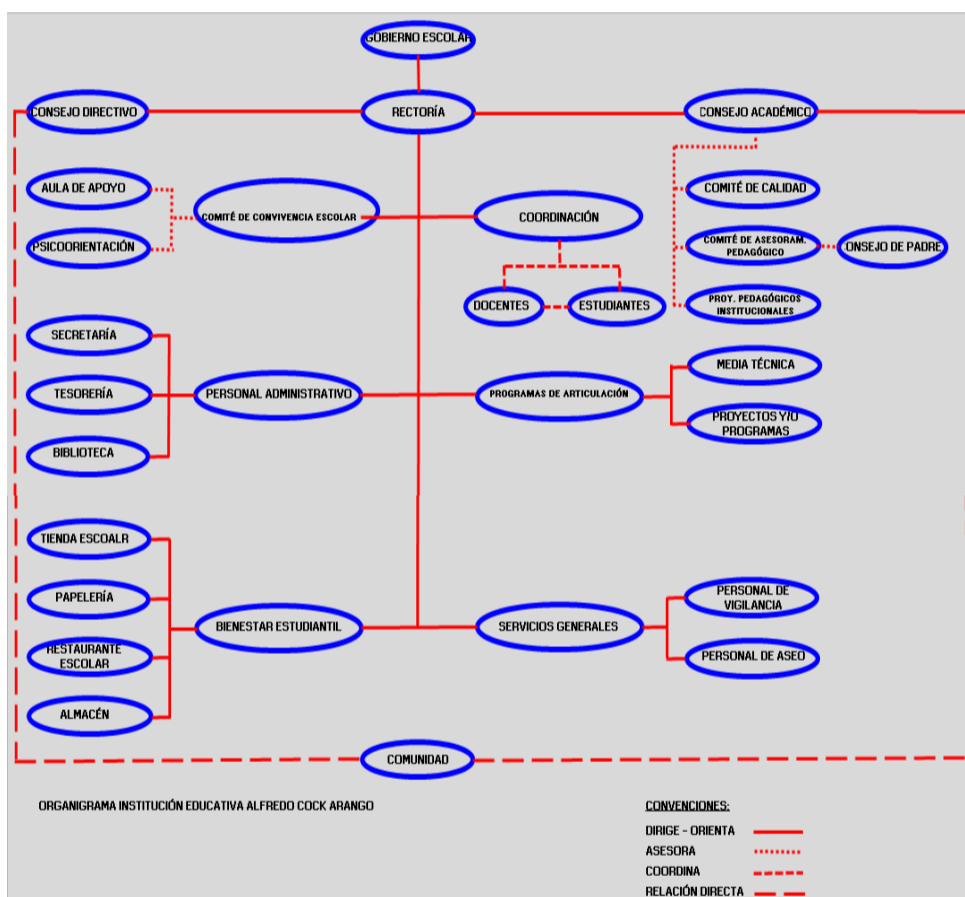 GOBIERNO ESCOLAR
CONSEJO DIRECTIVO
RECTORÍA
CONSEJO ACADÉMICO
AULA DE APOYO
COMITÉ DE CALIDAD
COMITÉ DE CONVIVENCIA ESCOLAR
COORDINACIÓN
PSICOORIENTACIÓN
COMITÉ DE ASESORAM.
PEDAGÓGICO
ONSEJO DE PADRE
DOCENTES
ESTUDIANTES
PROY. PEDAGÓGICOS
INSTITUCIONALES
SECRETARÍA
MEDIA TÉCNICA
TESORERÍA
PERSONAL ADMINISTRATIVO
PROGRAMAS DE ARTICULACIÓN
PROYECTOS Y/O
PROGRAMAS
BIBLIOTECA
TIENDA ESCOALR
PAPELERÍA
PERSONAL DE
VIGILANCIA
BIENESTAR ESTUDIANTIL
SERVICIOS GENERALES
RESTAURANTE
ESCOLAR
PERSONAL DE ASEO
ALMACÉN
COMUNIDAD
ORGANIGRAMA INSTITUCIÓN EDUCATIVA ALFREDO COCK ARANGO
CONVENCIONES:
DIRIGE - ORIENTA
ASESORA
COORDINA
RELACIÓN DIRECTA